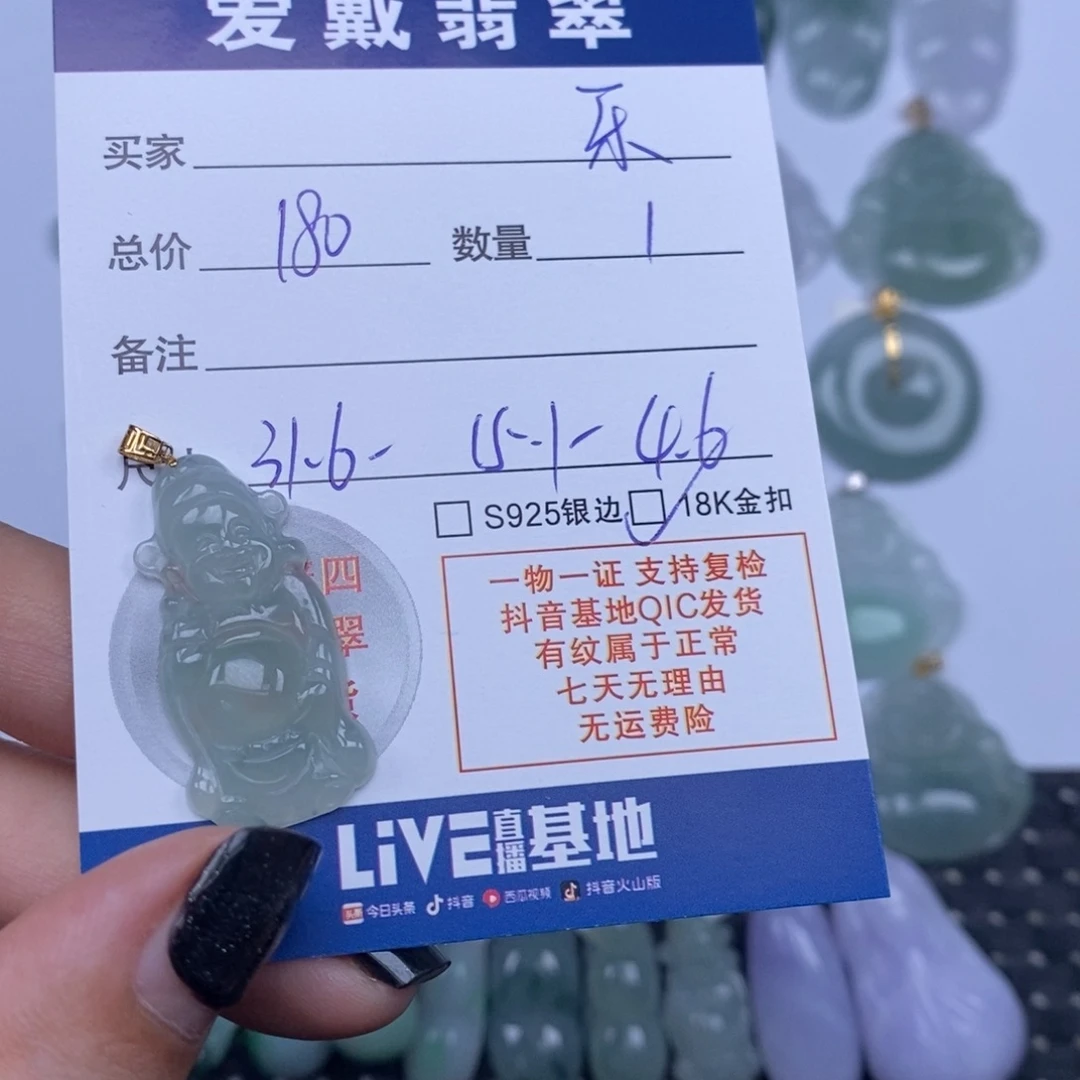 爱戴翡翠
买家 乐
总价 180 数量 1
备注
31.6- 15.1- 4.6
S925银边 18K金扣
四
翠
一物一证 支持复检
抖音基地QIC发货
有纹属于正常
七天无理由
无运费险
LiVE直播基地
头条 今日头条 抖音 西瓜视频 抖音火山版